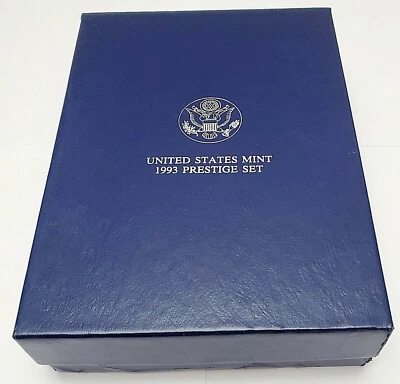 UNITED STATES MINT
1993 PRESTIGE SET